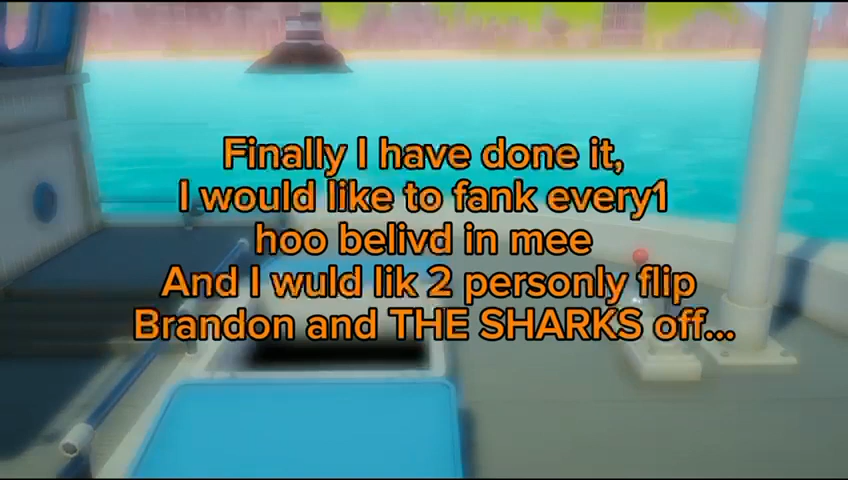 Finally I have done it,
I would like to fank every1
hoo belivd in mee
And I wuld lik 2 personly flip
Brandon and THE SHARKS off...